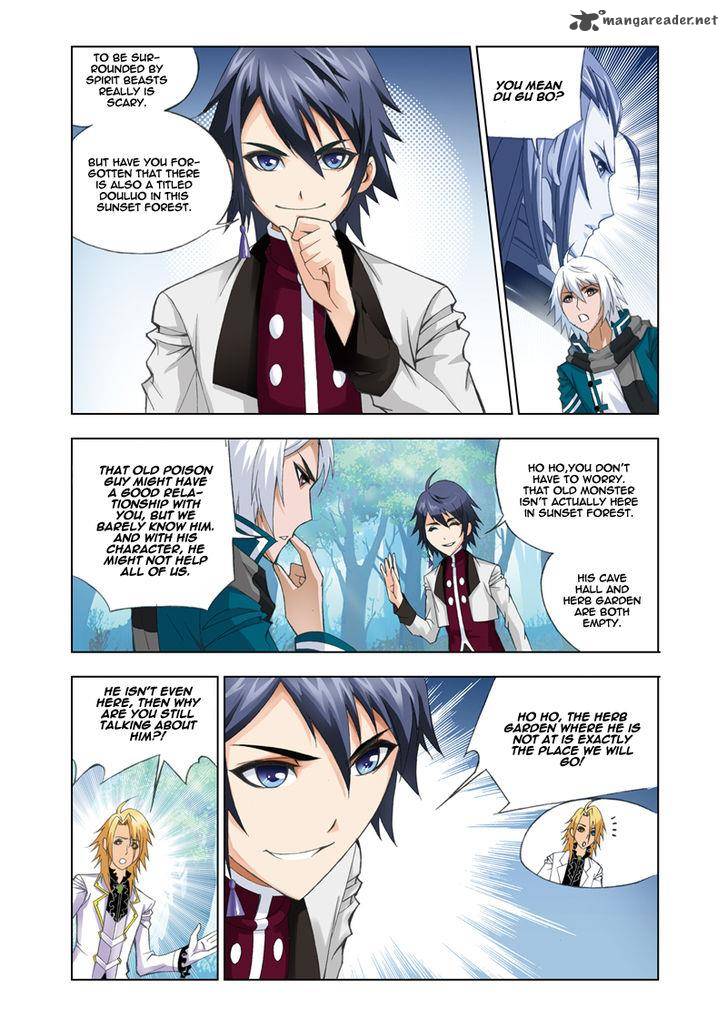 mangareader.net
TO BE SUR-
ROUNDED BY
SPIRIT BEASTS
REALLY IS
SCARY.
BUT HAVE YOU FOR-
GOTTEN THAT THERE
IS ALSO A TITLED
DOULUO IN THIS
SUNSET FOREST.
YOU MEAN
DU GU BO?
THAT OLD POISON
GUY MIGHT HAVE
A GOOD RELA-
TIONSHIP WITH
YOU, BUT WE
BARELY KNOW HIM.
AND WITH HIS
CHARACTER, HE
MIGHT NOT HELP
ALL OF US.
HO HO,YOU DON'T
HAVE TO WORRY.
THAT OLD MONSTER
ISN'T ACTUALLY HERE
IN SUNSET FOREST.
HIS CAVE
HALL AND
HERB GARDEN
ARE BOTH
EMPTY.
HE ISN'T EVEN
HERE, THEN WHY
ARE YOU STILL
TALKING ABOUT
HIM?!
HO HO, THE HERB
GARDEN WHERE HE
IS NOT AT IS EXACTLY
THE PLACE WE WILL
GO!